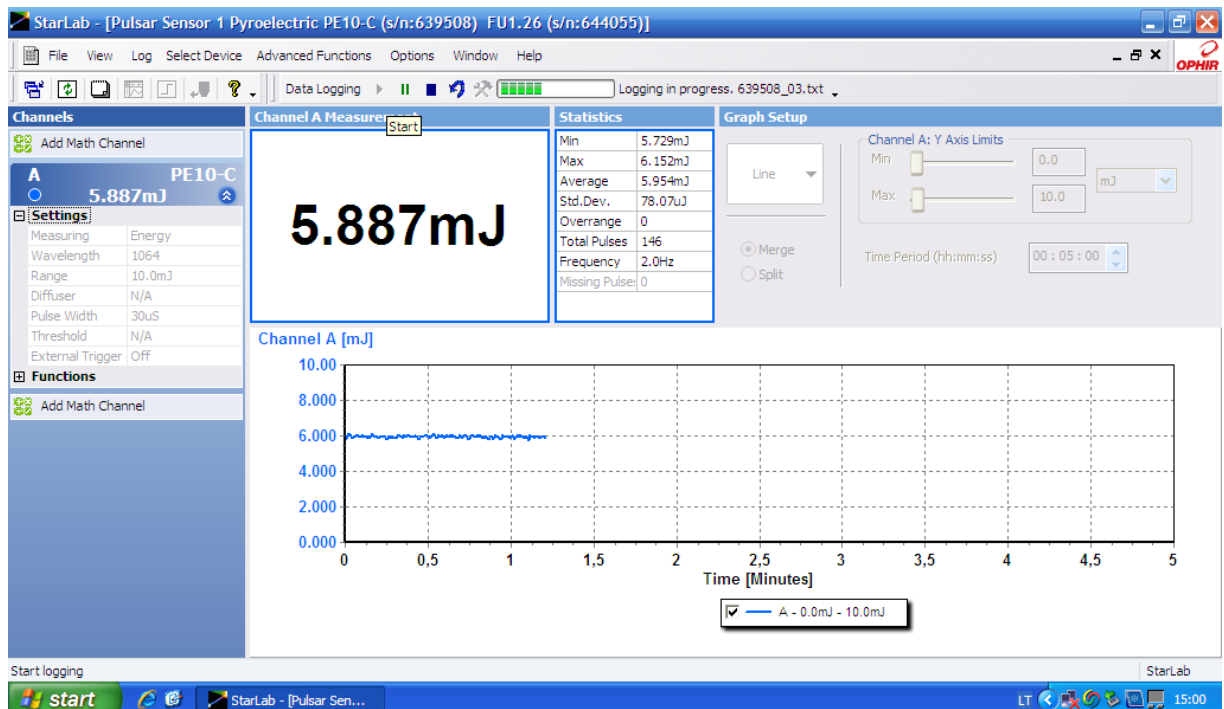 StarLab - [Pulsar Sensor 1 Pyroelectric PE10-C (s/n:639508) FU1.26 (s/n:644055)]
File View Log Select Device Advanced Functions Options Window Help
OPHIR
Data Logging Logging in progress. 639508_03.txt
Start
Channels
Add Math Channel
A PE10-C
5.887mJ
Settings
Measuring Energy
Wavelength 1064
Range 10.0mJ
Diffuser N/A
Pulse Width 30uS
Threshold N/A
External Trigger Off
Functions
Add Math Channel
Channel A
5.887mJ
Statistics
Min 5.729mJ
Max 6.152mJ
Average 5.954mJ
Std.Dev. 78.07uJ
Overrange 0
Total Pulses 146
Frequency 2.0Hz
Missing Pulse: 0
Graph Setup
Line
Merge
Split
Channel A: Y Axis Limits
Min 0.0
mJ
Max 10.0
Time Period (hh:mm:ss) 00 : 05 : 00
Channel A [mJ]
10.00
8.000
6.000
4.000
2.000
0.000
0 0,5 1 1,5 2 2,5 3 3,5 4 4,5 5
Time [Minutes]
A - 0.0mJ - 10.0mJ
Start logging StarLab
start StarLab - [Pulsar Sen... LT 15:00